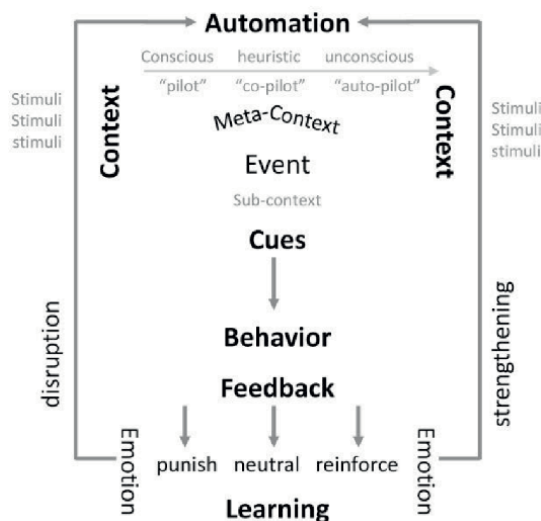 Automation
Conscious heuristic unconscious
“pilot” “co-pilot” “auto-pilot”
Stimuli
Stimuli
stimuli
Context
Meta-Context
Context
Stimuli
Stimuli
stimuli
Event
Sub-context
Cues
Behavior
Feedback
disruption
strengthening
Emotion
punish neutral reinforce
Emotion
Learning